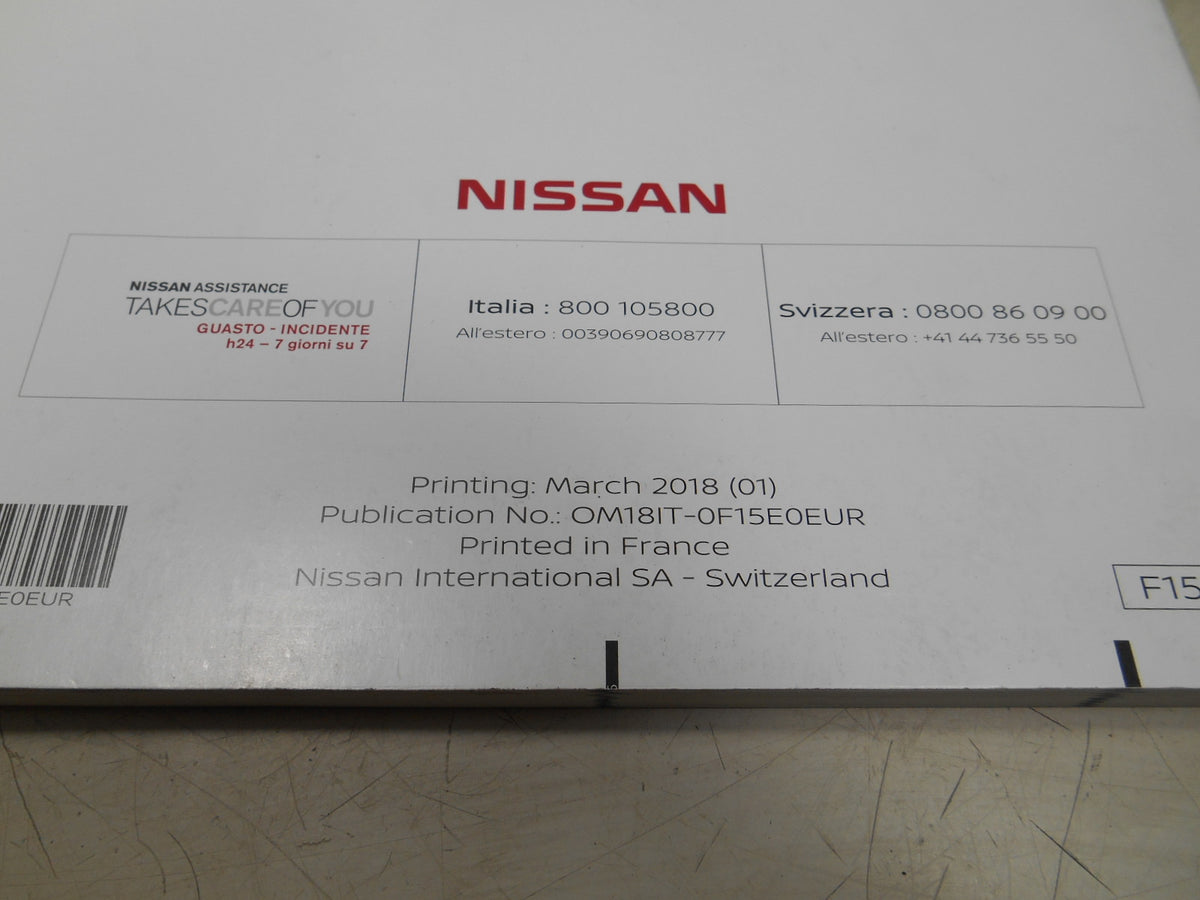 NISSAN
NISSAN ASSISTANCE
TAKESCAREOFYOU
GUASTO - INCIDENTE
h24 – 7 giorni su 7
Italia : 800 105800
All'estero : 00390690808777
Svizzera : 0800 86 09 00
All'estero : +41 44 736 55 50
Printing: March 2018 (01)
Publication No.: OM18IT-0F15E0EUR
Printed in France
Nissan International SA – Switzerland
E0EUR
F15